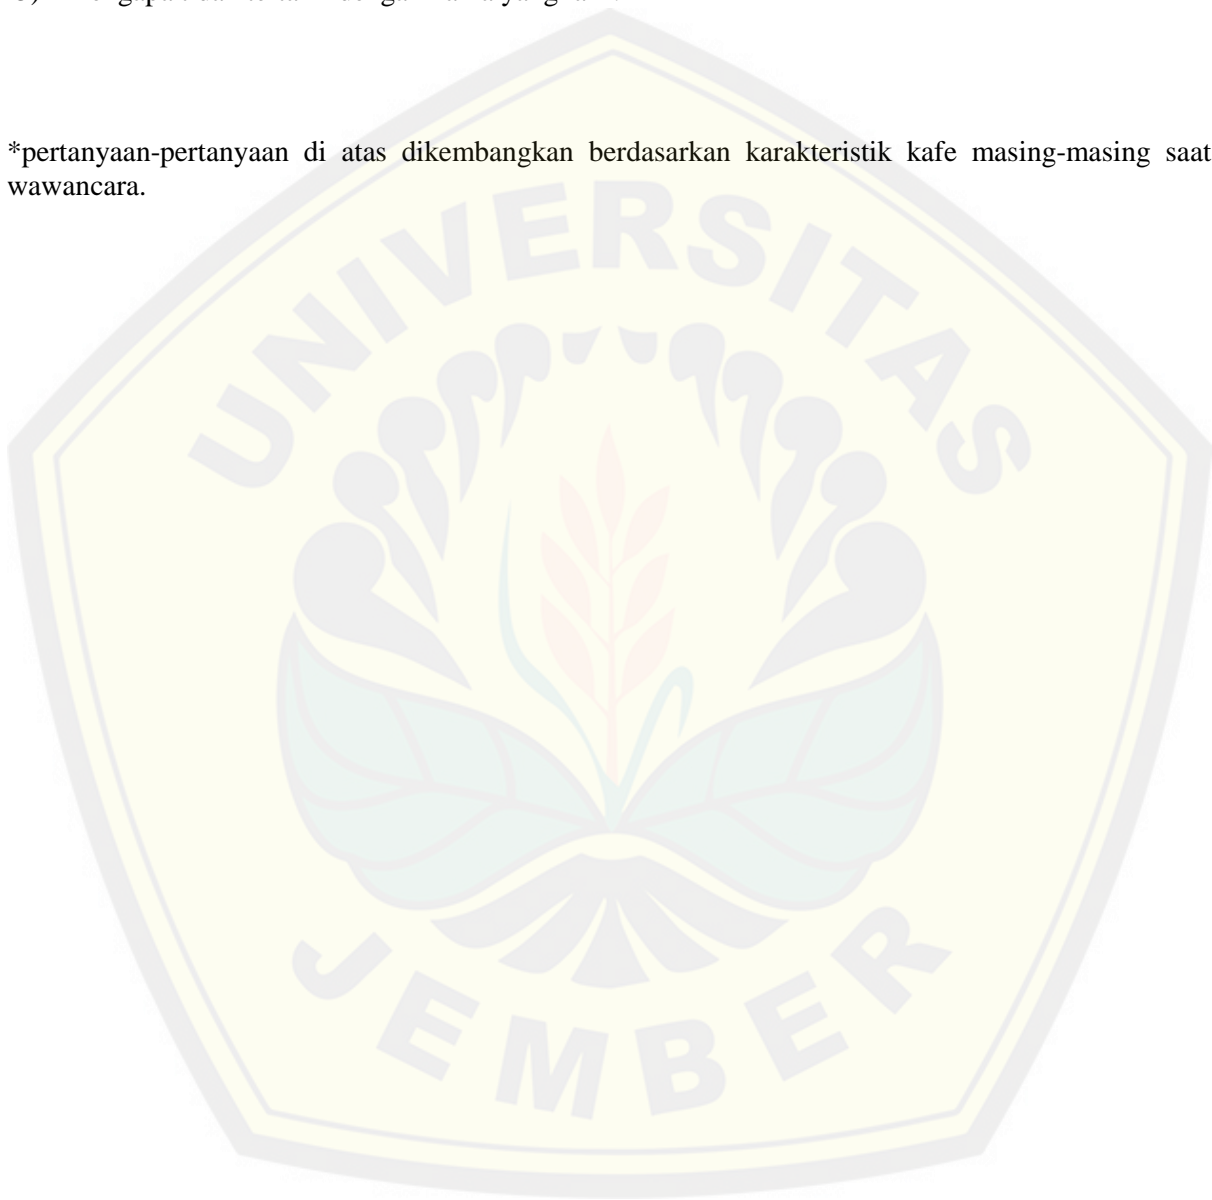 *pertanyaan-pertanyaan di atas dikembangkan berdasarkan karakteristik kafe masing-masing saat
wawancara.
UNIVERSITAS
JEMBER